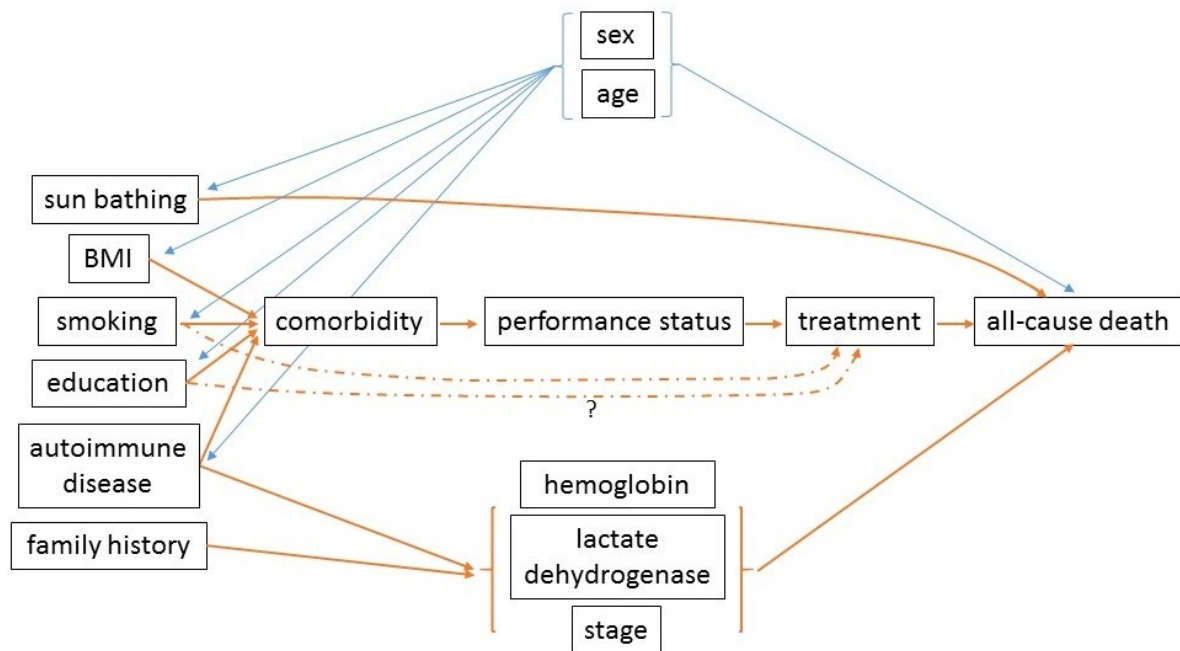 sex
age
sun bathing
BMI
smoking
comorbidity
performance status
treatment
all-cause death
education
?
autoimmune
disease
hemoglobin
family history
lactate
dehydrogenase
stage